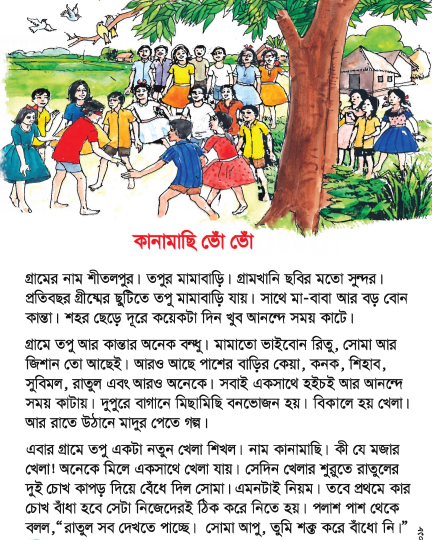 কানামাছি ভোঁ ভোঁ
গ্রামের নাম শীতলপুর। তপুর মামাবাড়ি। গ্রামখানি ছবির মতো সুন্দর।
প্রতিবছর গ্রীষ্মের ছুটিতে তপু মামাবাড়ি যায়। সাথে মা-বাবা আর বড় বোন
কান্তা। শহর ছেড়ে দূরে কয়েকটা দিন খুব আনন্দে সময় কাটে।
গ্রামে তপু আর কান্তার অনেক বন্ধু। মামাতো ভাইবোন রিতু, সোমা আর
জিশান তো আছেই। আরও আছে পাশের বাড়ির কেয়া, কনক, শিহাব,
সুবিমল, রাতুল এবং আরও অনেকে। সবাই একসাথে হইচই আর আনন্দে
সময় কাটায়। দুপুরে বাগানে মিছামিছি বনভোজন হয়। বিকালে হয় খেলা।
আর রাতে উঠানে মাদুর পেতে গল্প।
এবার গ্রামে তপু একটা নতুন খেলা শিখল। নাম কানামাছি। কী যে মজার
খেলা! অনেকে মিলে একসাথে খেলা যায়। সেদিন খেলার শুরুতে রাতুলের
দুই চোখ কাপড় দিয়ে বেঁধে দিল সোমা। এমনটাই নিয়ম। তবে প্রথমে কার
চোখ বাঁধা হবে সেটা নিজেদেরই ঠিক করে নিতে হয়। পলাশ পাশ থেকে
বলল,“রাতুল সব দেখতে পাচ্ছে। সোমা আপু, তুমি শক্ত করে বাঁধো নি।”